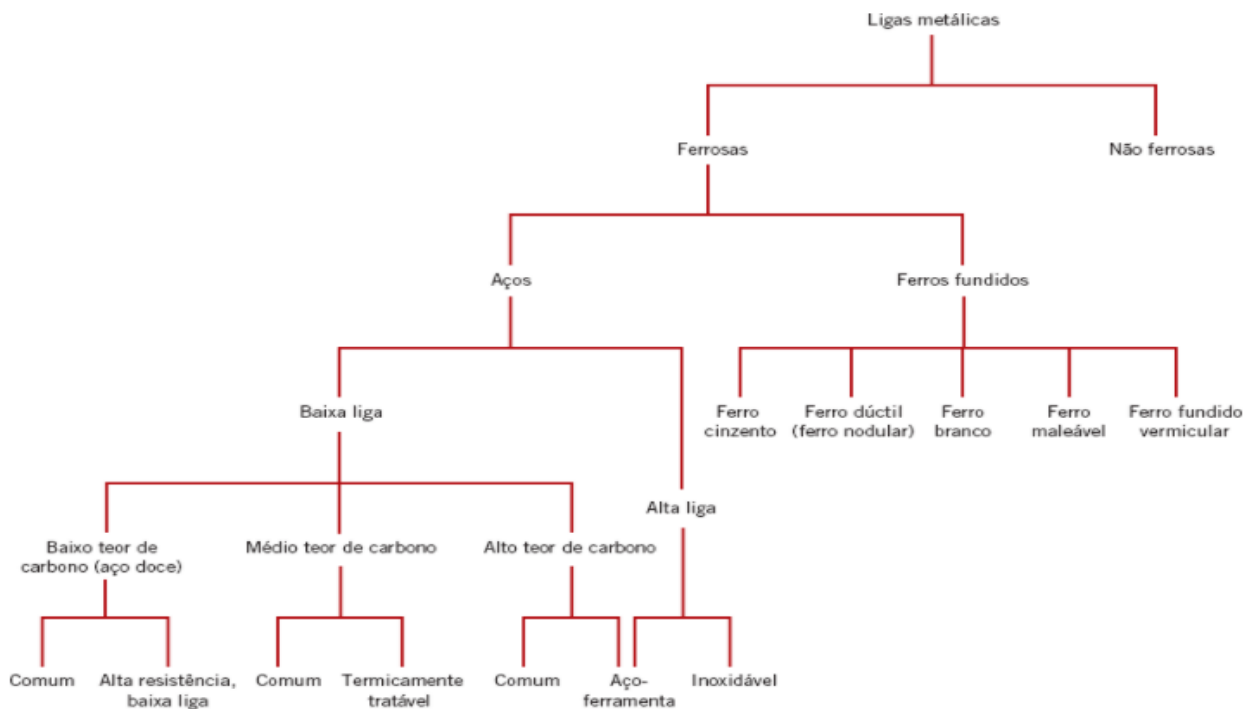 Ligas metálicas
Ferrosas
Não ferrosas
Aços
Ferros fundidos
Baixa liga
Ferro
cinzento
Ferro dúctil
(ferro nodular)
Ferro
branco
Ferro
maleável
Ferro fundido
vermicular
Alta liga
Baixo teor de
carbono (aço doce)
Médio teor de carbono
Alto teor de carbono
Comum
Alta resistência,
baixa liga
Comum
Termicamente
tratável
Comum
Aço-
ferramenta
Inoxidável